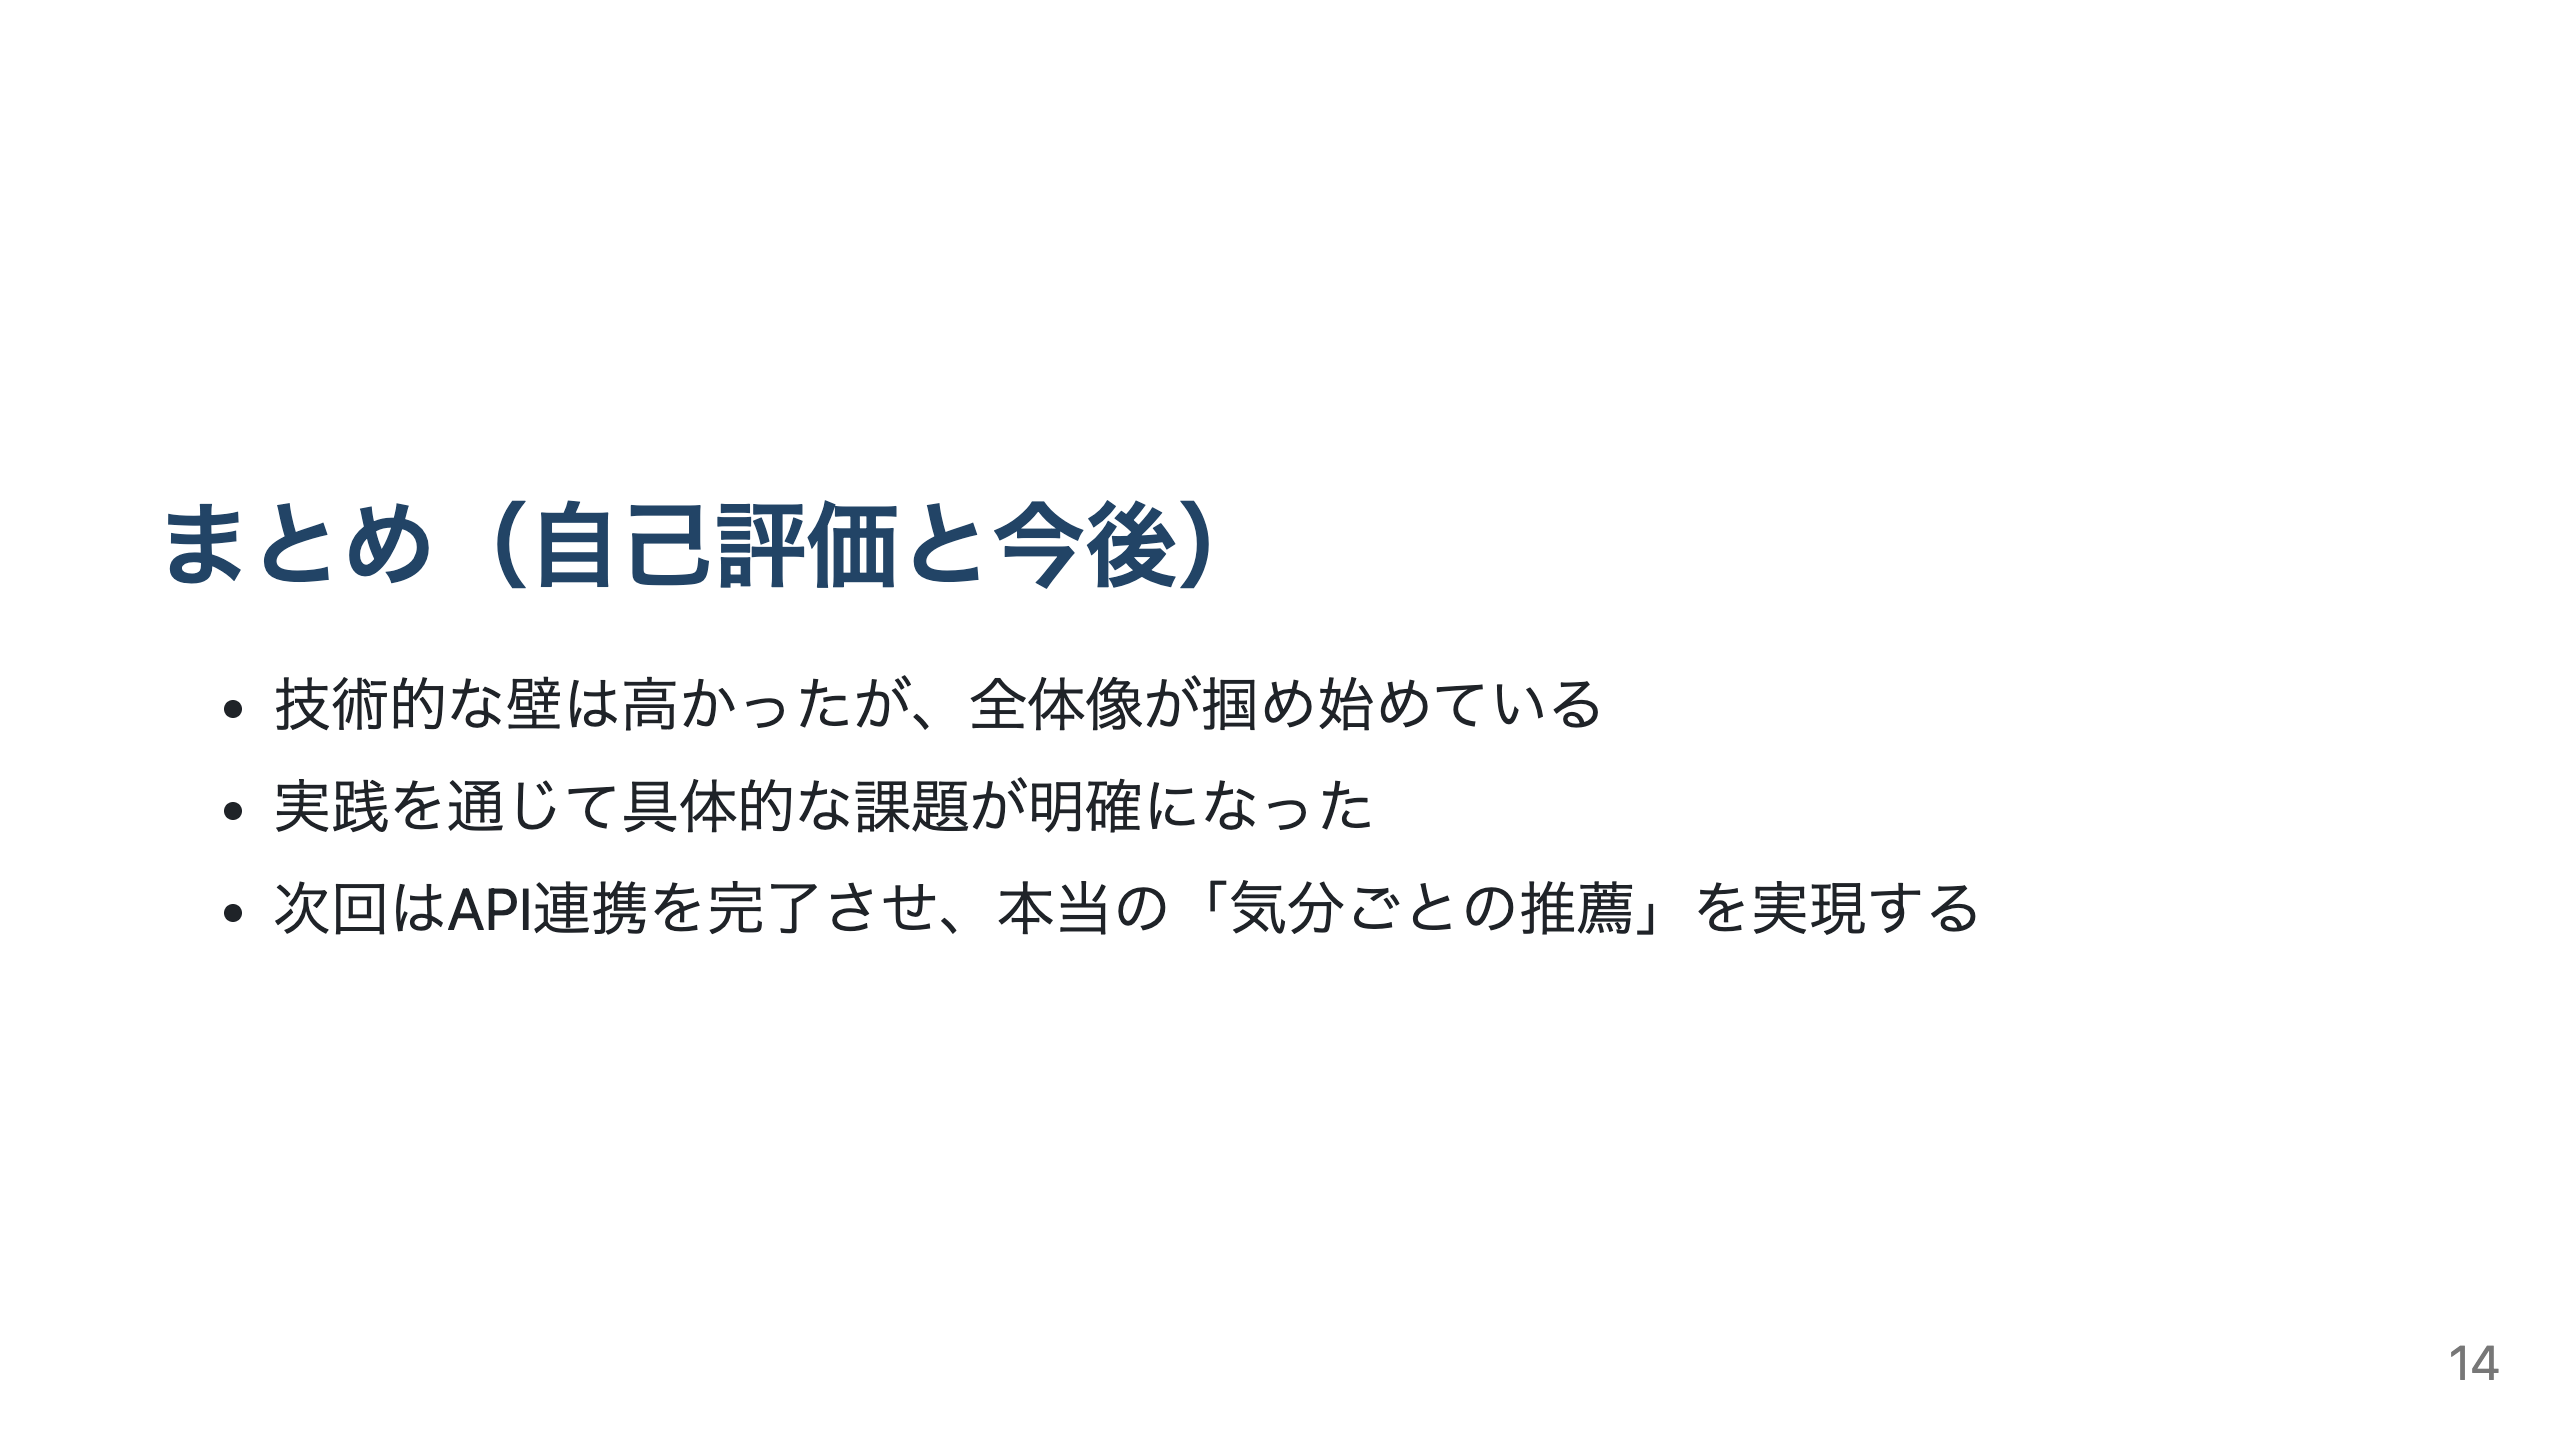 まとめ（自己評価と今後）
• 技術的な壁は高かったが、全体像が掴め始めている
• 実践を通じて具体的な課題が明確になった
• 次回はAPI連携を完了させ、本当の「気分ごとの推薦」を実現する
14